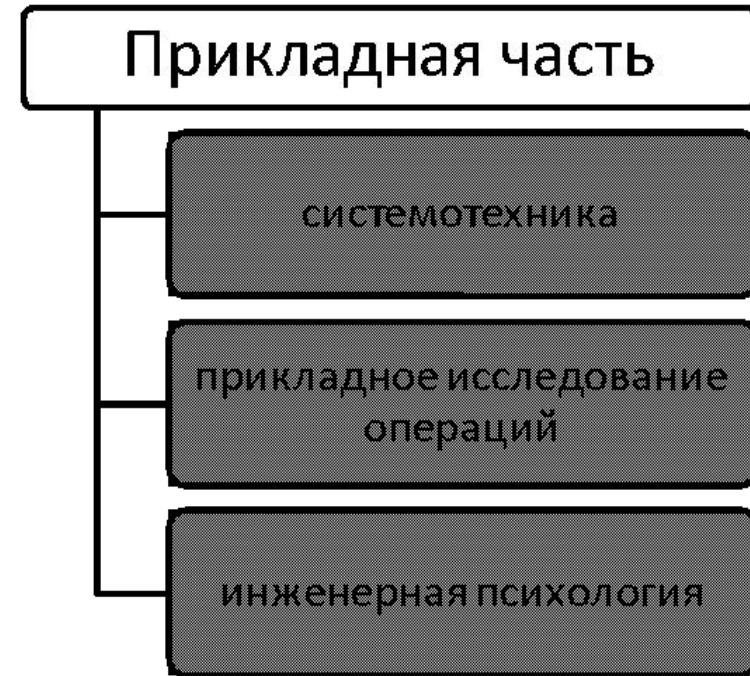 Прикладная часть
системотехника
прикладное исследование
операций
инженерная психология